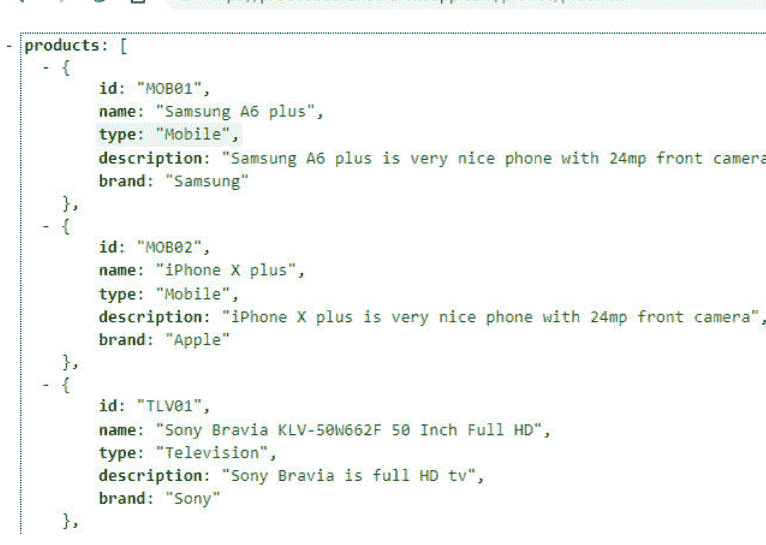 - products: [
- {
id: "MOB01",
name: "Samsung A6 plus",
type: "Mobile",
description: "Samsung A6 plus is very nice phone with 24mp front camera
brand: "Samsung"
},
- {
id: "MOB02",
name: "iPhone X plus",
type: "Mobile",
description: "iPhone X plus is very nice phone with 24mp front camera",
brand: "Apple"
},
- {
id: "TLV01",
name: "Sony Bravia KLV-50W662F 50 Inch Full HD",
type: "Television",
description: "Sony Bravia is full HD tv",
brand: "Sony"
},